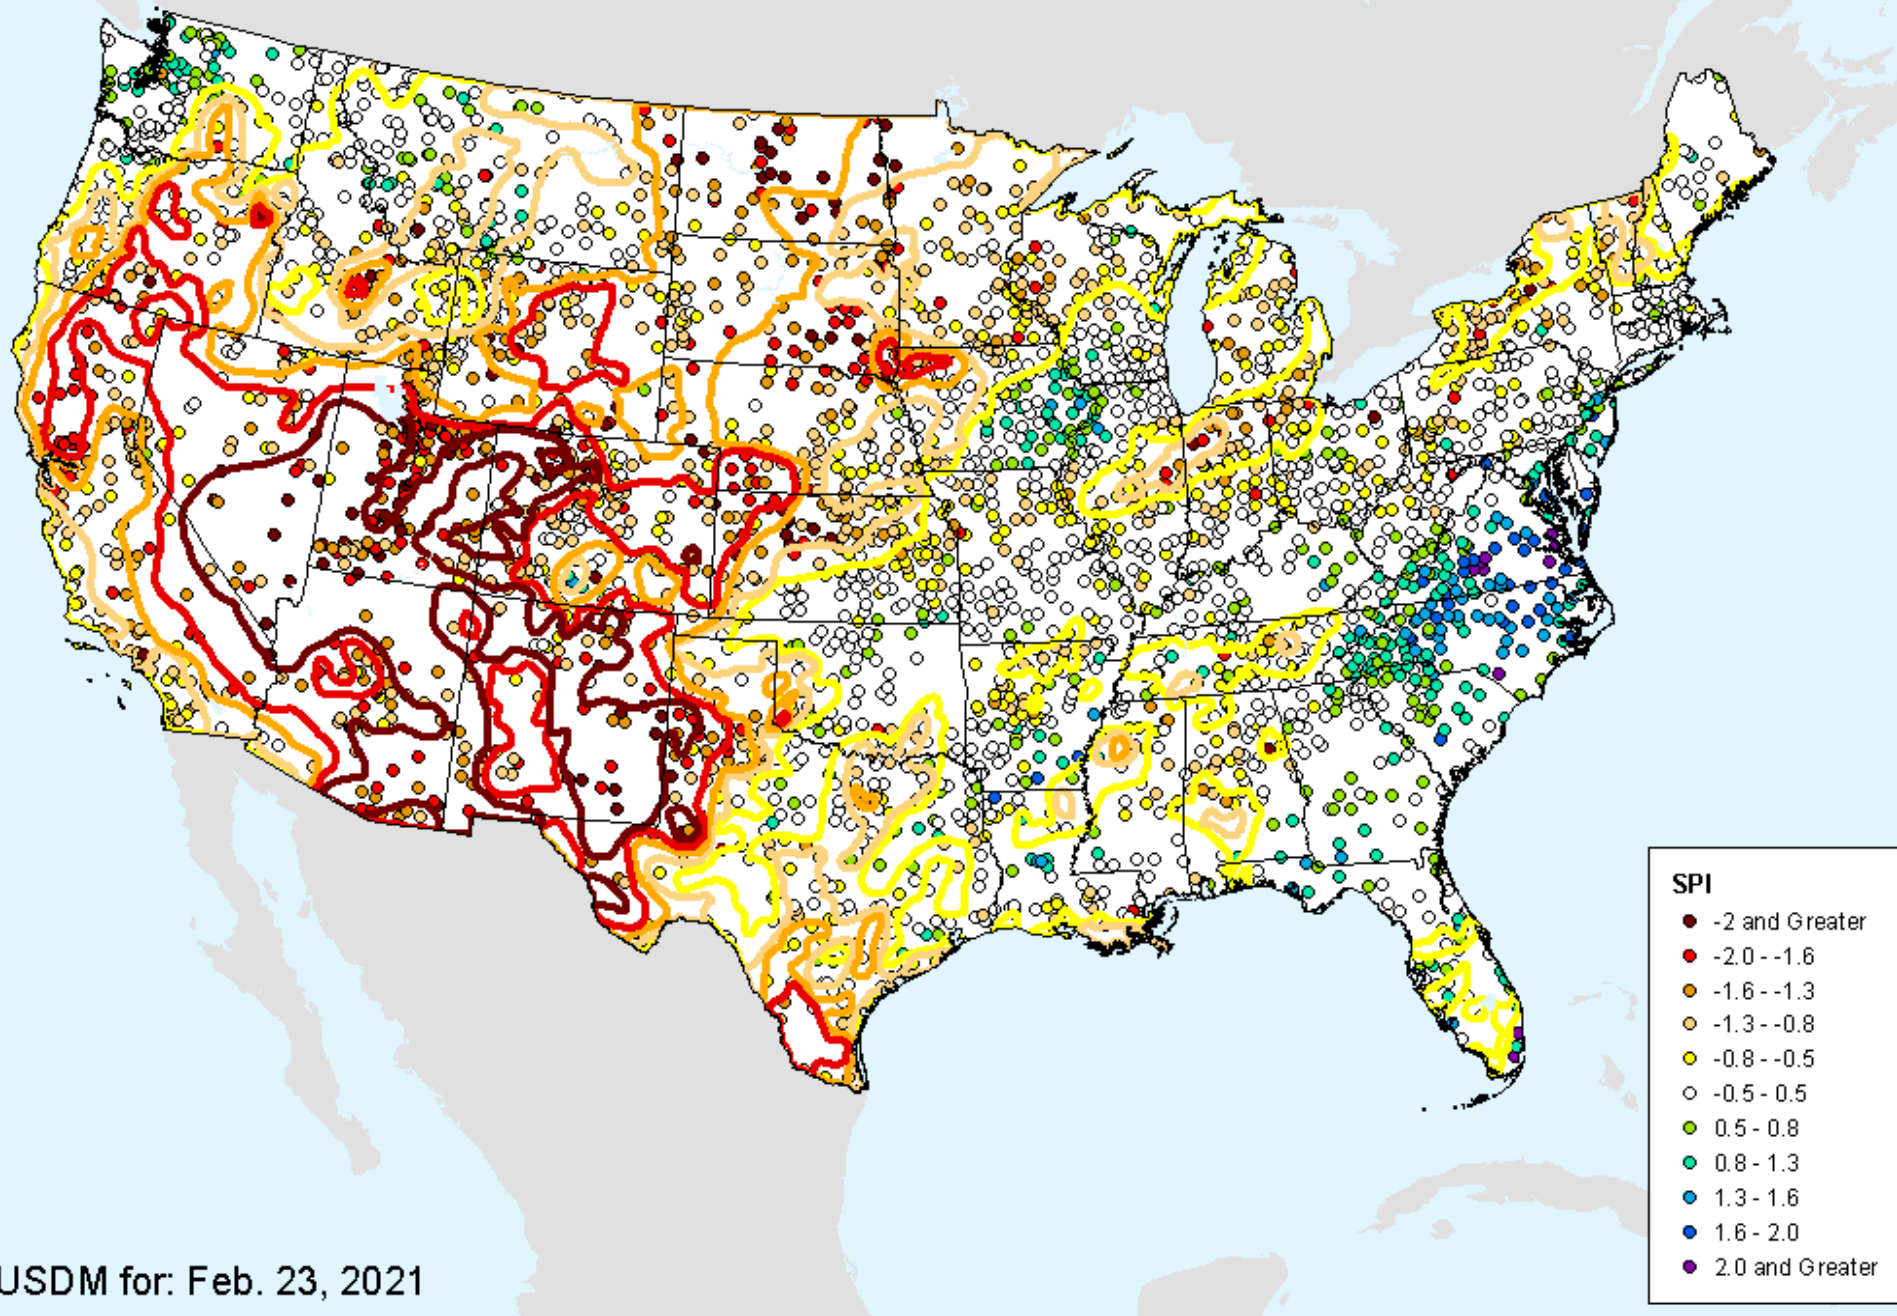 SPI
-2 and Greater
-2.0 - -1.6
-1.6 - -1.3
-1.3 - -0.8
-0.8 - -0.5
-0.5 - 0.5
0.5 - 0.8
0.8 - 1.3
1.3 - 1.6
1.6 - 2.0
2.0 and Greater
USDM for: Feb. 23, 2021